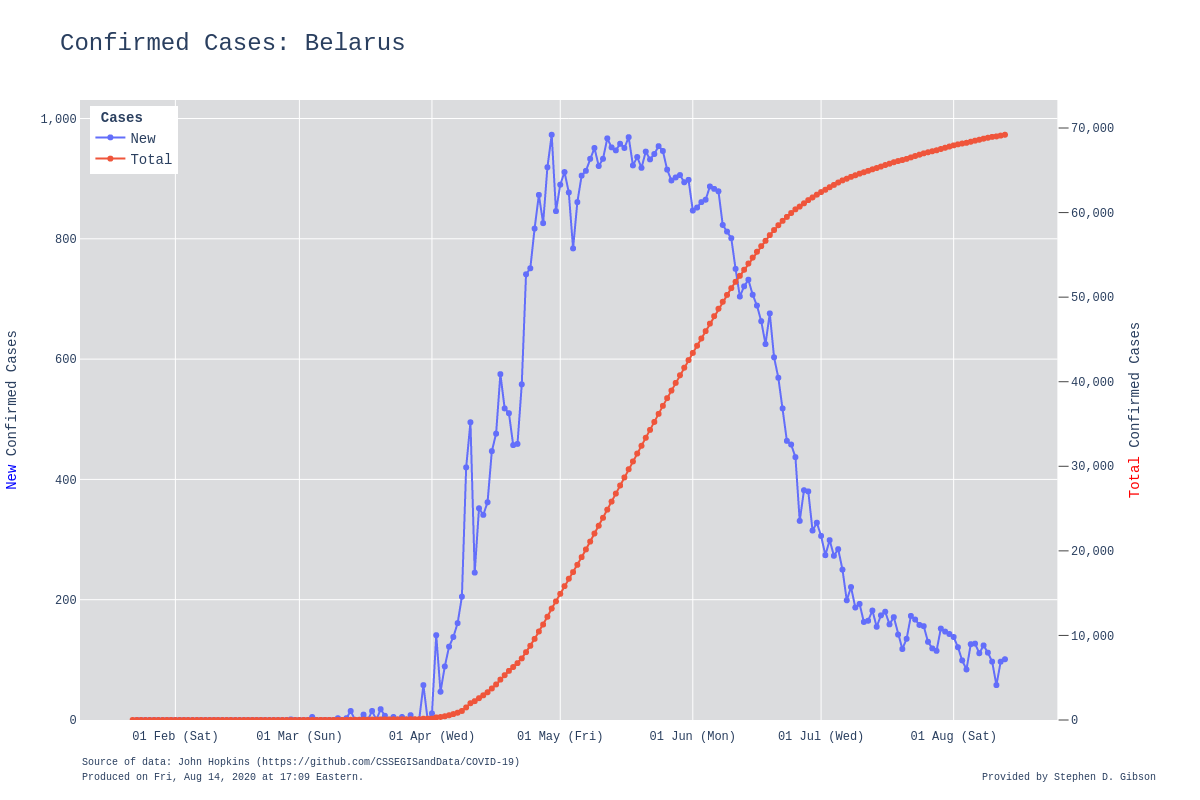 Confirmed Cases: Belarus
Cases
New
Total
1,000
800
600
400
200
0
New Confirmed Cases
70,000
60,000
50,000
40,000
30,000
20,000
10,000
0
Total Confirmed Cases
01 Feb (Sat) 01 Mar (Sun) 01 Apr (Wed) 01 May (Fri) 01 Jun (Mon) 01 Jul (Wed) 01 Aug (Sat)
Source of data: John Hopkins (https://github.com/CSSEGISandData/COVID-19)
Produced on Fri, Aug 14, 2020 at 17:09 Eastern.
Provided by Stephen D. Gibson